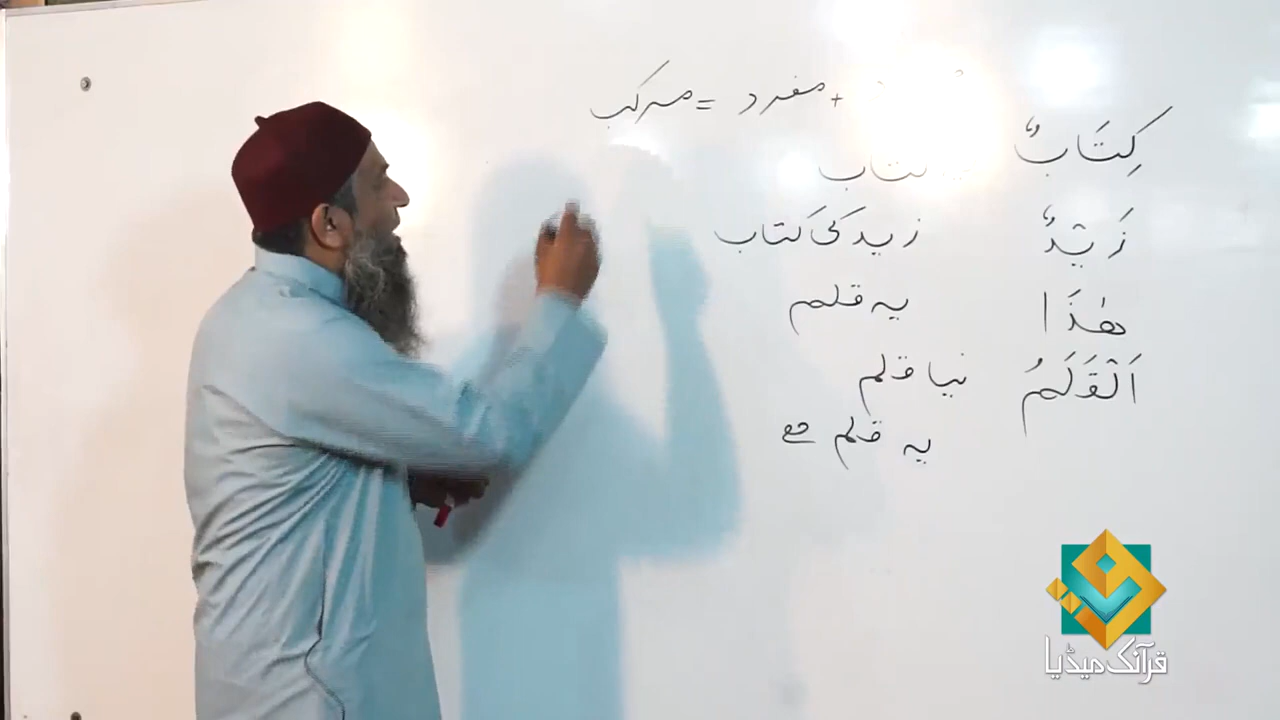 + مفرد = مرکب
کِتَابٌ
زَیْدٌ
ھٰذَا
اَلْقَلَمُ
کتاب
زید کی کتاب
یہ قلم
نیا قلم
یہ قلم ہے
قرآنک میڈیا